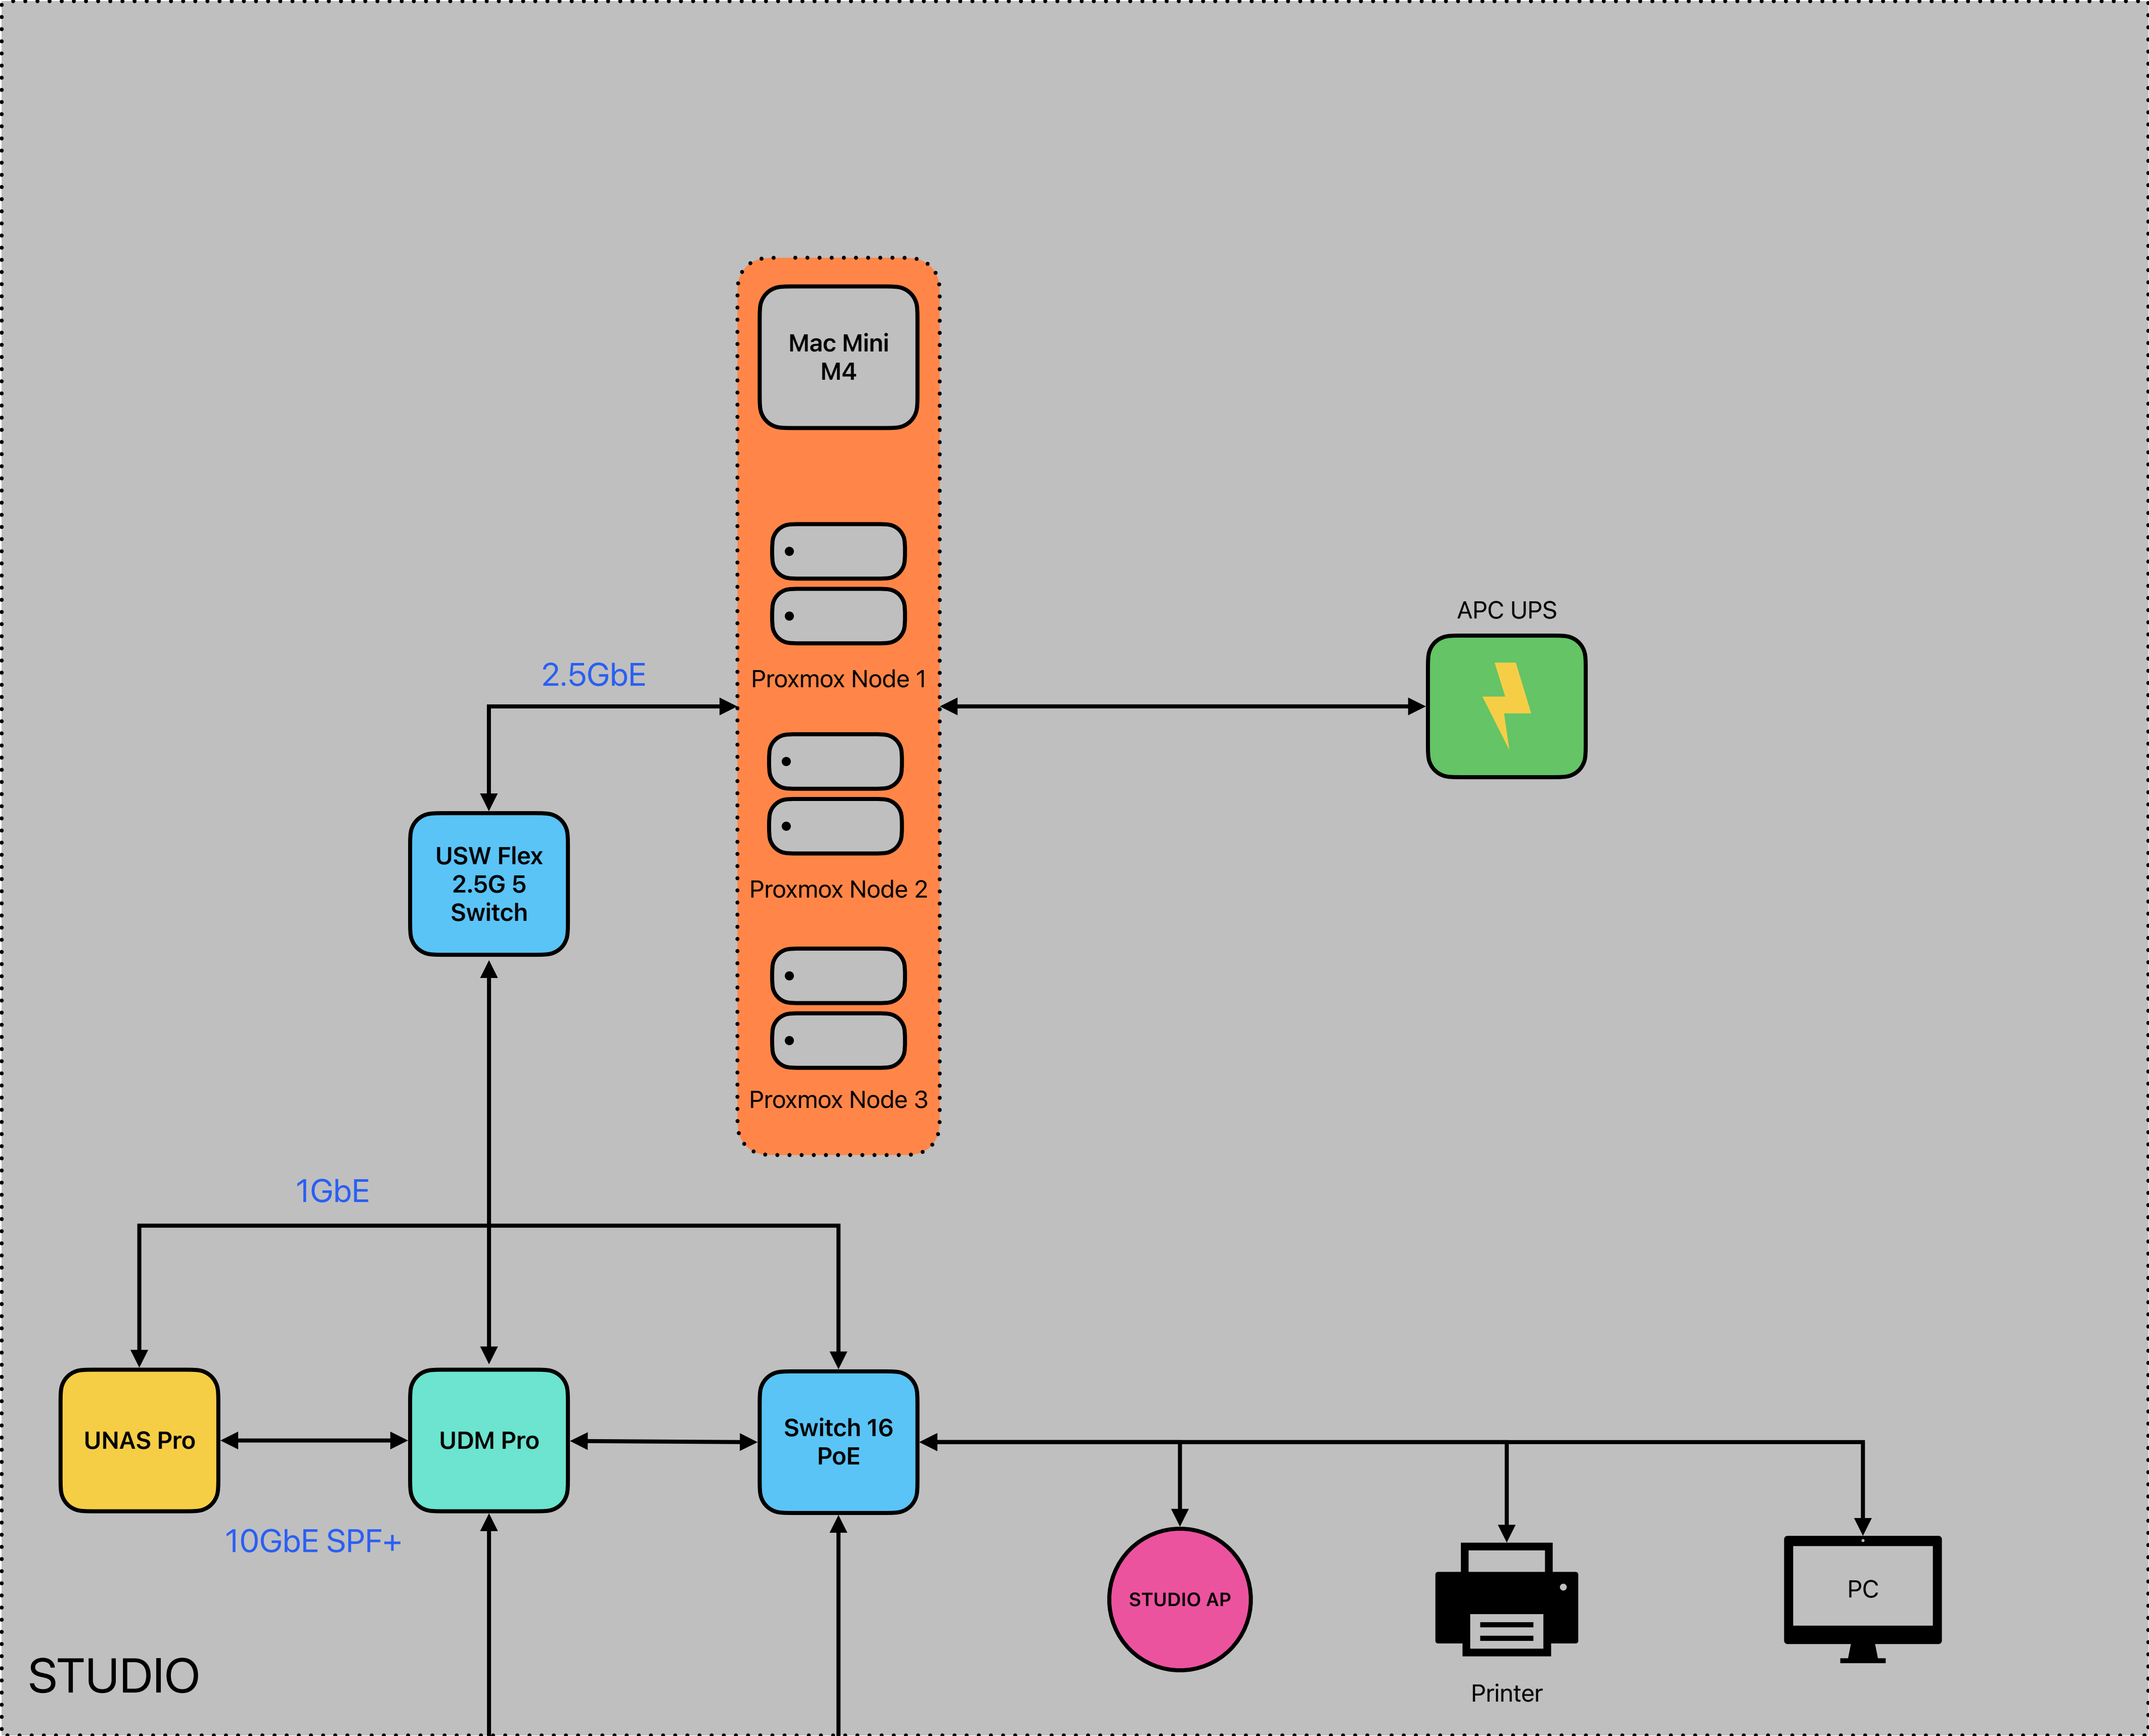 Mac Mini
M4
APC UPS
2.5GbE
Proxmox Node 1
USW Flex
2.5G 5
Switch
Proxmox Node 2
Proxmox Node 3
1GbE
UNAS Pro
UDM Pro
Switch 16
PoE
10GbE SPF+
STUDIO AP
PC
Printer
STUDIO